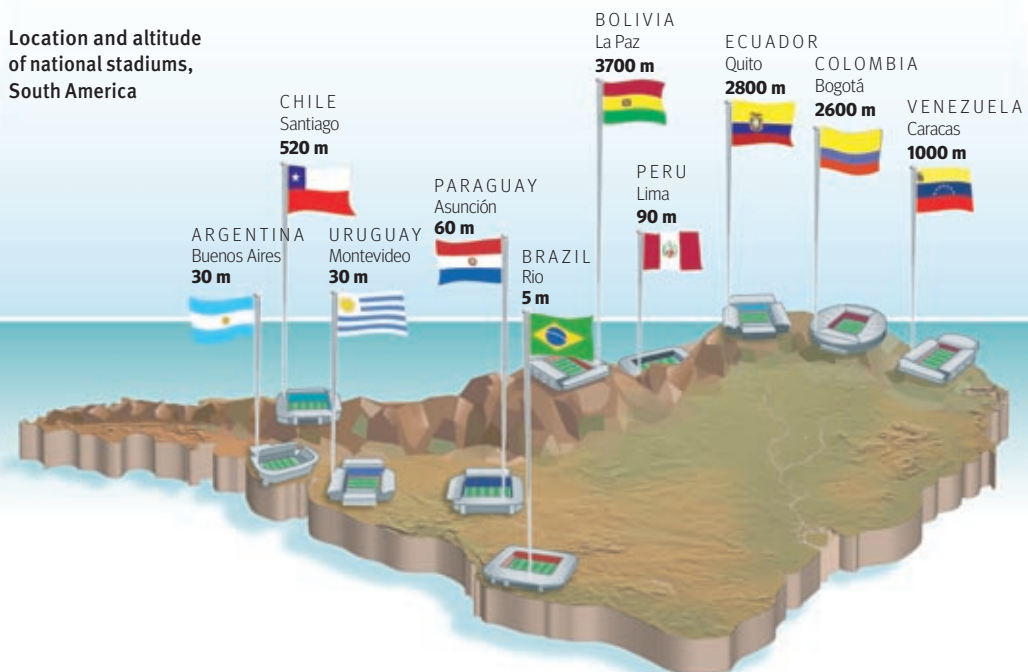 Location and altitude
of national stadiums,
South America
CHILE
Santiago
520 m
ARGENTINA
Buenos Aires
30 m
URUGUAY
Montevideo
30 m
PARAGUAY
Asunción
60 m
BRAZIL
Rio
5 m
BOLIVIA
La Paz
3700 m
PERU
Lima
90 m
ECUADOR
Quito
2800 m
COLOMBIA
Bogotá
2600 m
VENEZUELA
Caracas
1000 m